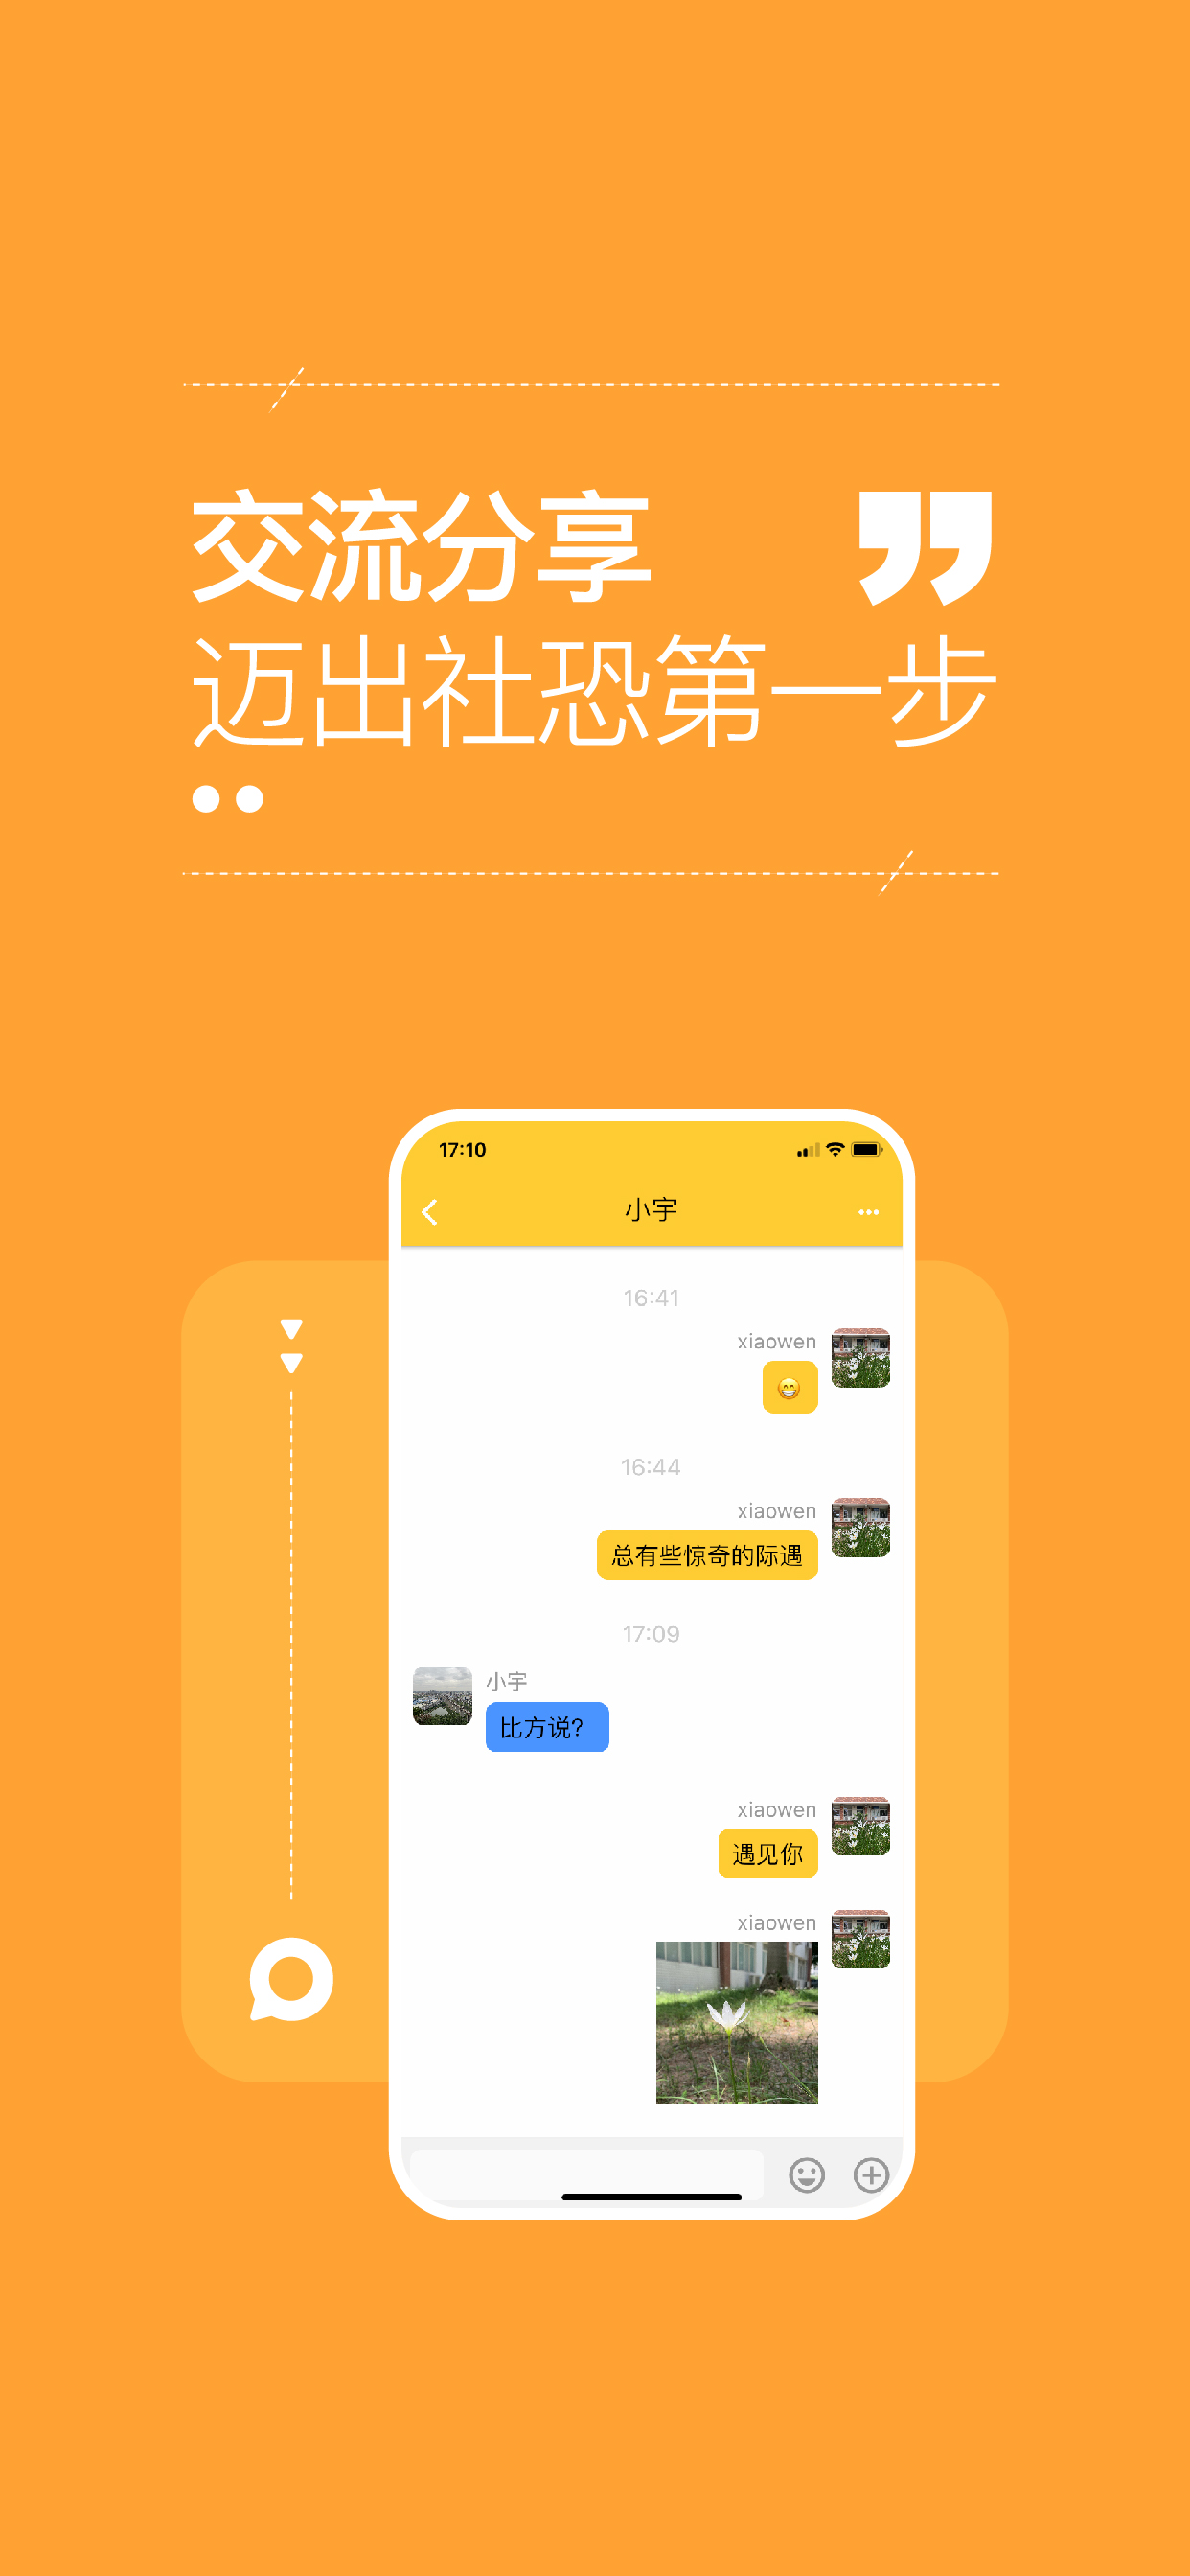 交流分享
迈出社恐第一步
17:10
小宇
16:41
xiaowen
😁
16:44
xiaowen
总有些惊奇的际遇
17:09
小宇
比方说?
xiaowen
遇见你
xiaowen